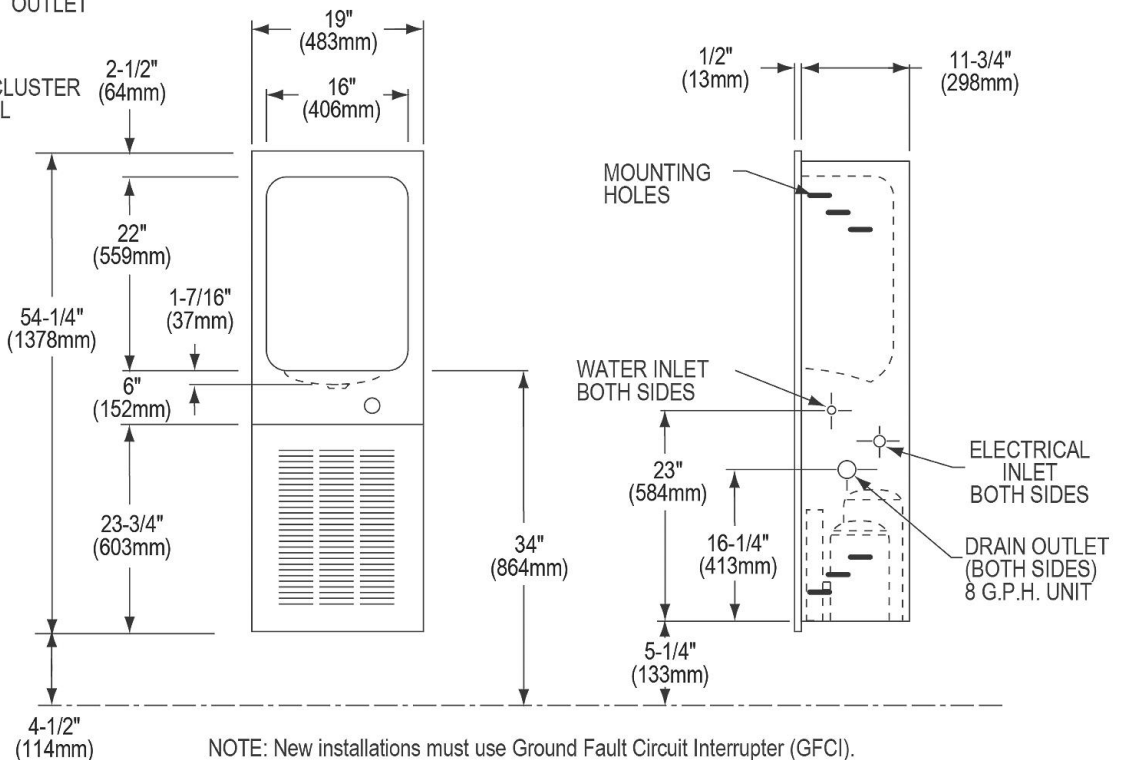 OUTLET
CLUSTER
L
19"
(483mm)
16"
(406mm)
2-1/2"
(64mm)
22"
(559mm)
1-7/16"
(37mm)
54-1/4"
(1378mm)
6"
(152mm)
23-3/4"
(603mm)
34"
(864mm)
4-1/2"
(114mm)
1/2"
(13mm)
11-3/4"
(298mm)
MOUNTING
HOLES
WATER INLET
BOTH SIDES
23"
(584mm)
16-1/4"
(413mm)
ELECTRICAL
INLET
BOTH SIDES
DRAIN OUTLET
(BOTH SIDES)
8 G.P.H. UNIT
5-1/4"
(133mm)
NOTE: New installations must use Ground Fault Circuit Interrupter (GFCI).